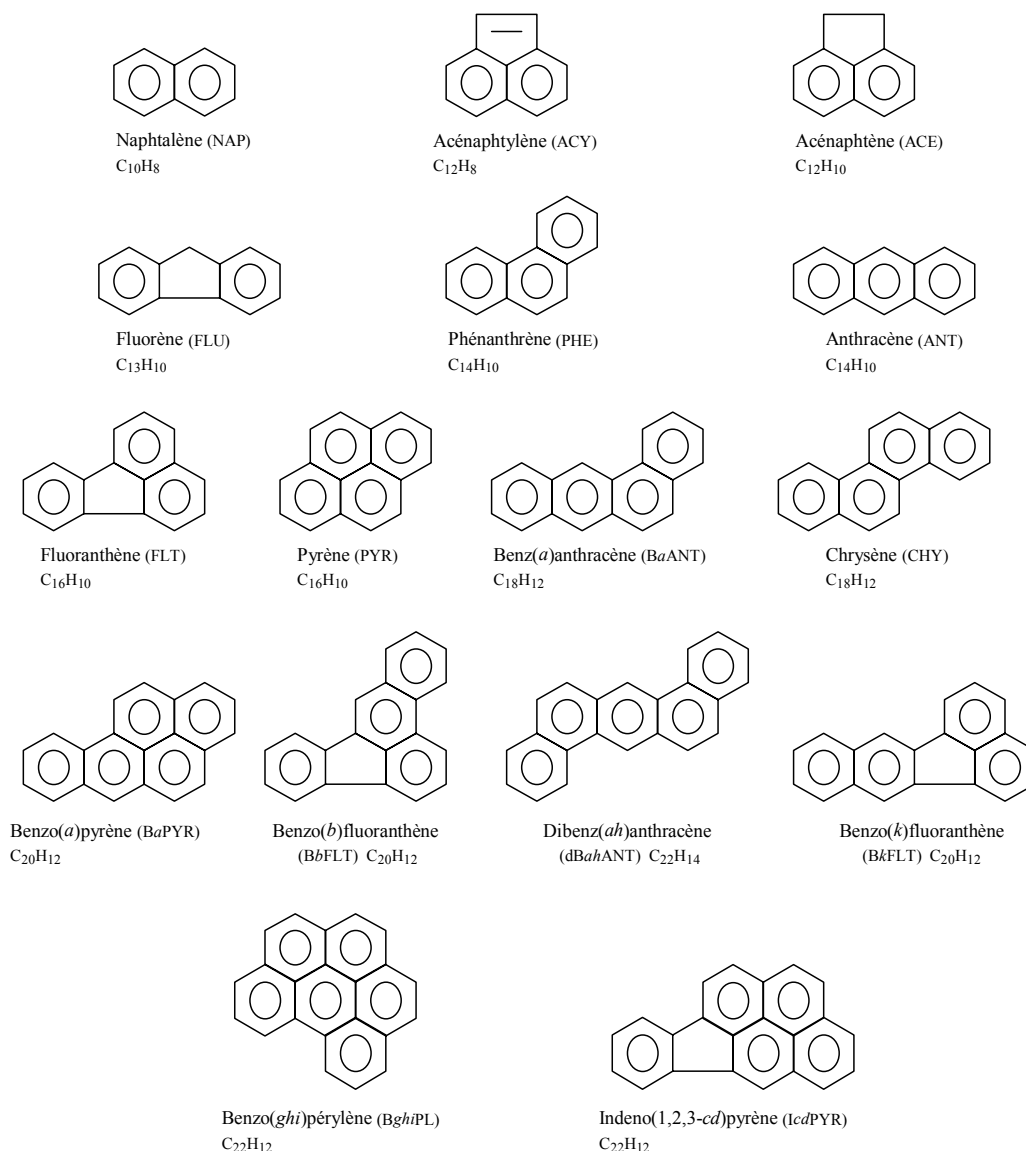 Naphtalène (NAP)
C10H8
Acénaphtylène (ACY)
C12H8
Acénaphtène (ACE)
C12H10
Fluorène (FLU)
C13H10
Phénanthrène (PHE)
C14H10
Anthracène (ANT)
C14H10
Fluoranthène (FLT)
C16H10
Pyrène (PYR)
C16H10
Benz(a)anthracène (BaANT)
C18H12
Chrysène (CHY)
C18H12
Benzo(a)pyrène (BaPYR)
C20H12
Benzo(b)fluoranthène
(BbFLT) C20H12
Dibenz(ah)anthracène
(dBahANT) C22H14
Benzo(k)fluoranthène
(BkFLT) C20H12
Benzo(ghi)pérylène (BghiPL)
C22H12
Indeno(1,2,3-cd)pyrène (IcdPYR)
C22H12